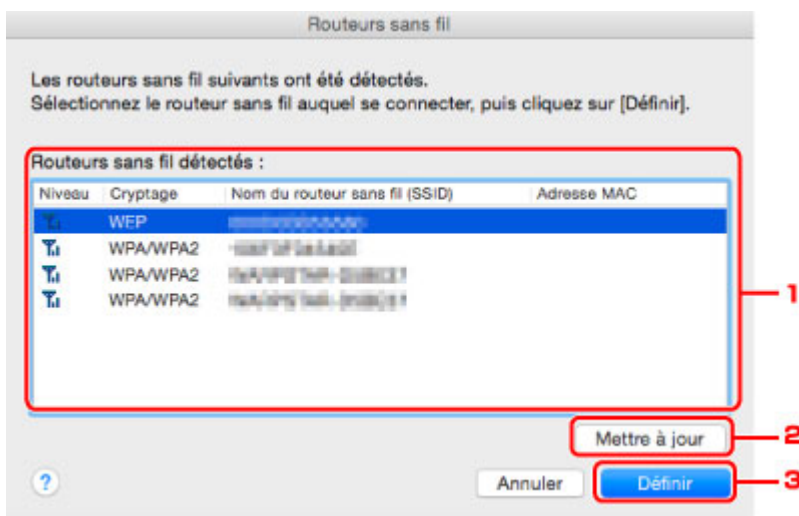 Routeurs sans fil
Les routeurs sans fil suivants ont été détectés.
Sélectionnez le routeur sans fil auquel se connecter, puis cliquez sur [Définir].
Routeurs sans fil détectés :
Niveau Cryptage Nom du routeur sans fil (SSID) Adresse MAC
WEP
WPA/WPA2
WPA/WPA2
WPA/WPA2
1
Mettre à jour 2
? Annuler Définir 3